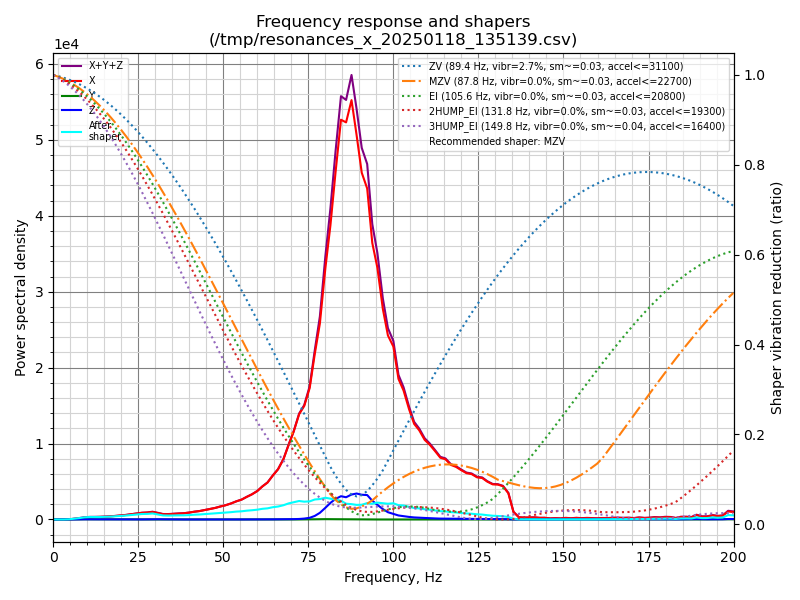 Frequency response and shapers
(/tmp/resonances_x_20250118_135139.csv)
1e4
X+Y+Z
X
Y
Z
After
shaper
ZV (89.4 Hz, vibr=2.7%, sm~=0.03, accel<=31100)
MZV (87.8 Hz, vibr=0.0%, sm~=0.03, accel<=22700)
EI (105.6 Hz, vibr=0.0%, sm~=0.03, accel<=20800)
2HUMP_EI (131.8 Hz, vibr=0.0%, sm~=0.03, accel<=19300)
3HUMP_EI (149.8 Hz, vibr=0.0%, sm~=0.04, accel<=16400)
Recommended shaper: MZV
6
5
4
3
2
1
0
Power spectral density
1.0
0.8
0.6
0.4
0.2
0.0
Shaper vibration reduction (ratio)
0 25 50 75 100 125 150 175 200
Frequency, Hz